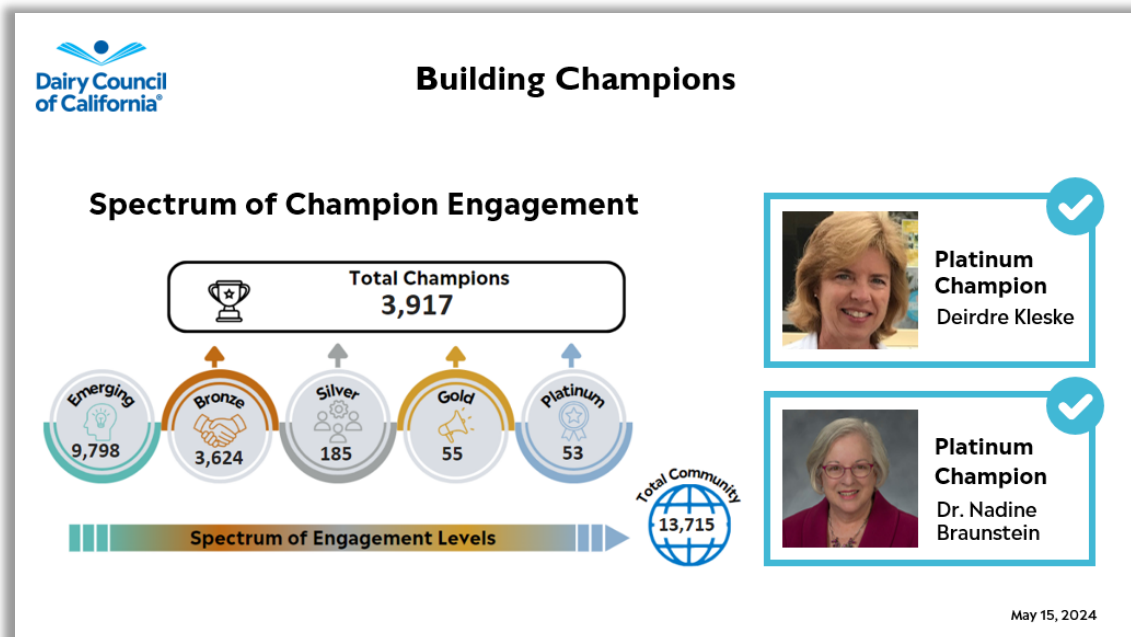 Dairy Council
of California®
Building Champions
Spectrum of Champion Engagement
Total Champions
3,917
Emerging
9,798
Bronze
3,624
Silver
185
Gold
55
Platinum
53
Total Community
13,715
Spectrum of Engagement Levels
Platinum
Champion
Deirdre Kleske
Platinum
Champion
Dr. Nadine
Braunstein
May 15, 2024